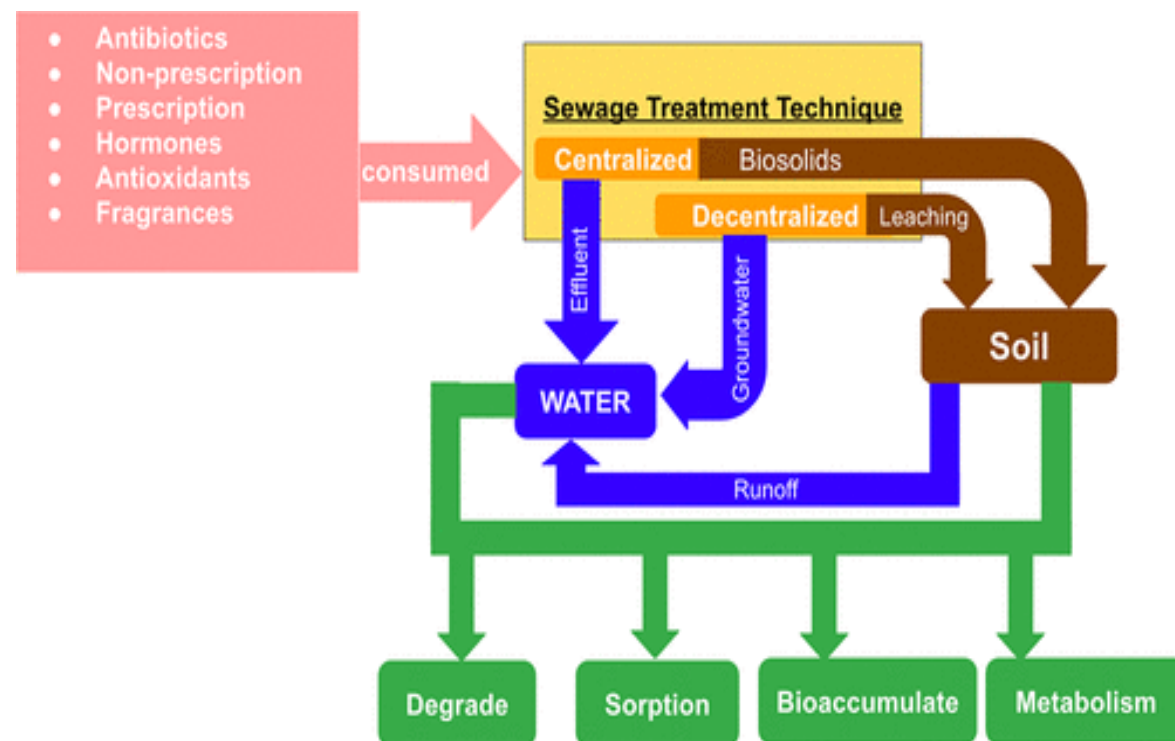 ● Antibiotics
● Non-prescription
● Prescription
● Hormones
● Antioxidants
● Fragrances
consumed
Sewage Treatment Technique
Centralized Biosolids
Decentralized Leaching
Effluent
Groundwater
Soil
WATER
Runoff
Degrade
Sorption
Bioaccumulate
Metabolism